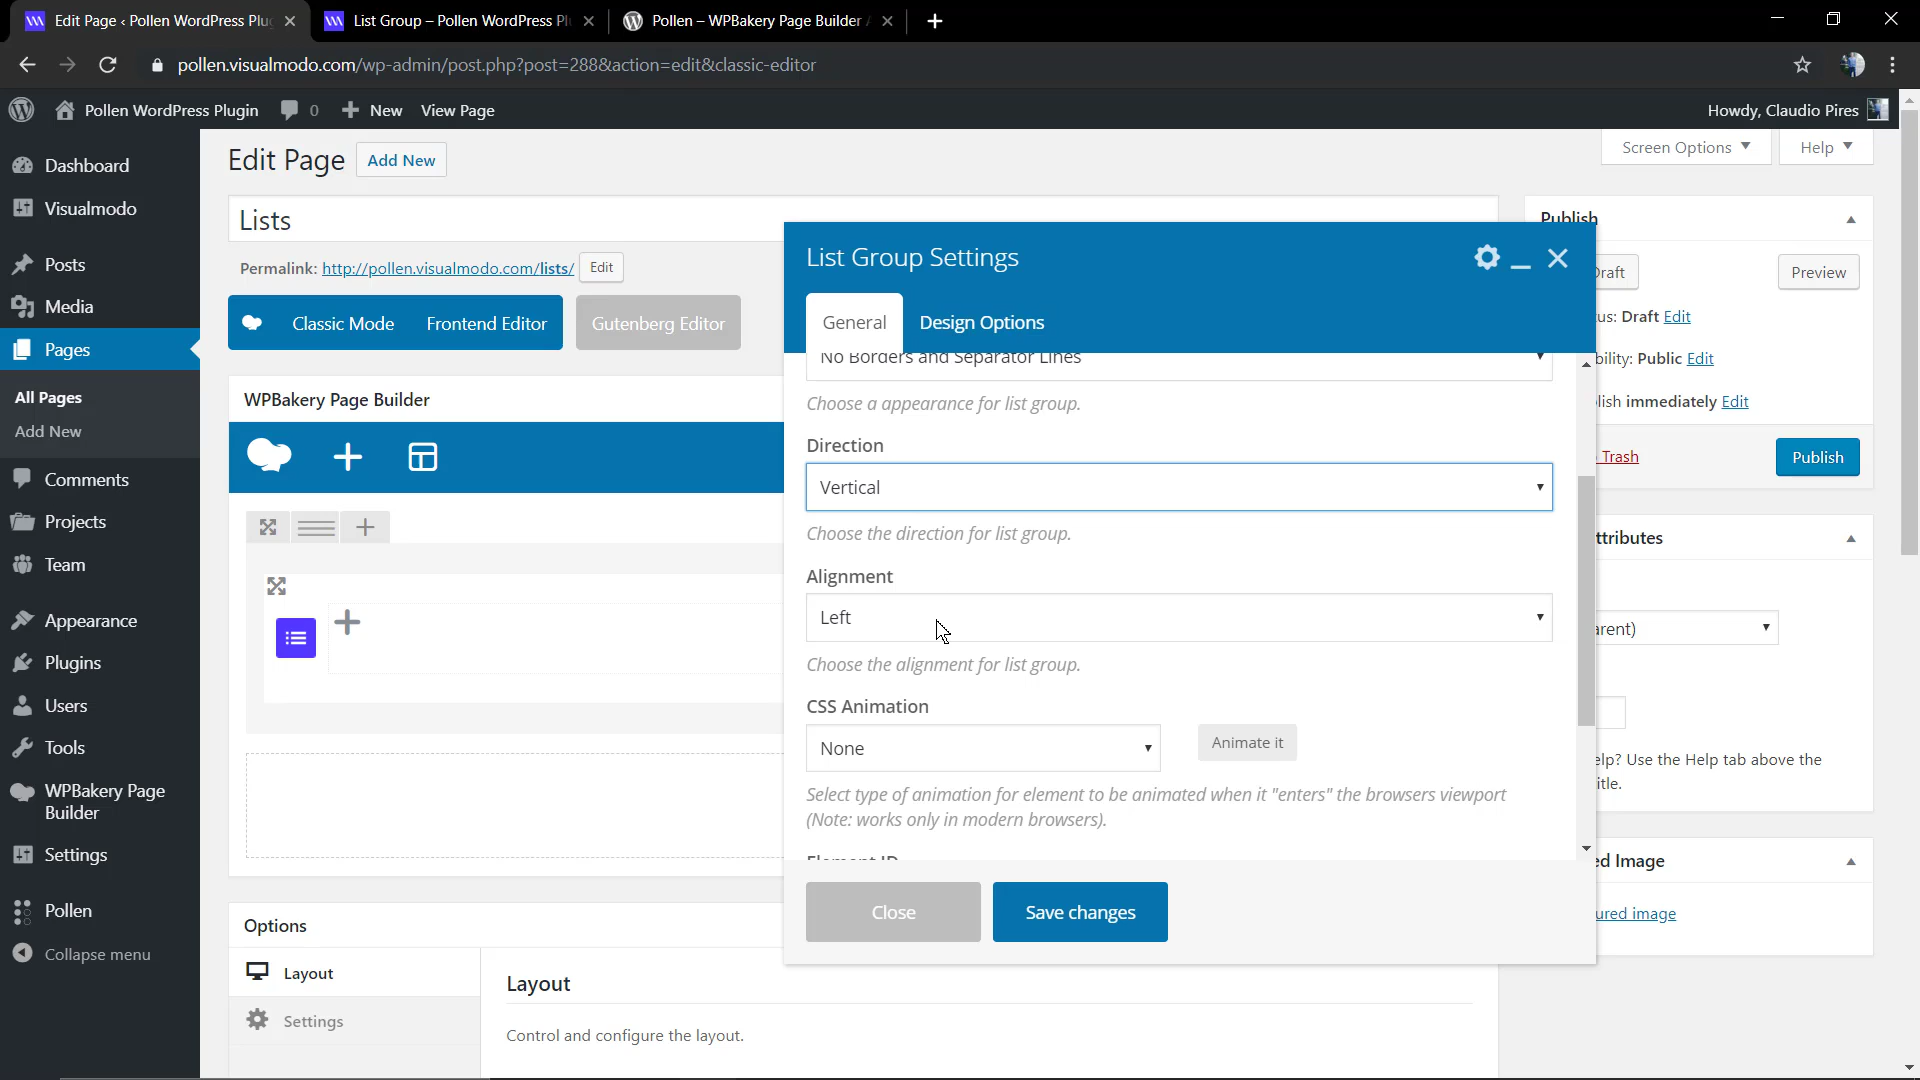 Edit Page ‹ Pollen WordPress Plug
List Group – Pollen WordPress Pl
Pollen – WPBakery Page Builder
pollen.visualmodo.com/wp-admin/post.php?post=288&action=edit&classic-editor
Pollen WordPress Plugin
0
New
View Page
Howdy, Claudio Pires
Dashboard
Visualmodo
Posts
Media
Pages
All Pages
Add New
Comments
Projects
Team
Appearance
Plugins
Users
Tools
WPBakery Page
Builder
Settings
Pollen
Collapse menu
Edit Page
Add New
Screen Options
Help
Lists
Permalink: http://pollen.visualmodo.com/lists/
Edit
Classic Mode
Frontend Editor
Gutenberg Editor
WPBakery Page Builder
Options
Layout
Settings
Layout
Control and configure the layout.
List Group Settings
General
Design Options
No Borders and Separator Lines
Choose a appearance for list group.
Direction
Vertical
Choose the direction for list group.
Alignment
Left
Choose the alignment for list group.
CSS Animation
None
Animate it
Select type of animation for element to be animated when it "enters" the browsers viewport
(Note: works only in modern browsers).
Element ID
Close
Save changes
Publish
Draft
Preview
us: Draft Edit
bility: Public Edit
lish immediately Edit
Trash
Publish
ttributes
arent)
elp? Use the Help tab above the
itle.
ed Image
ured image